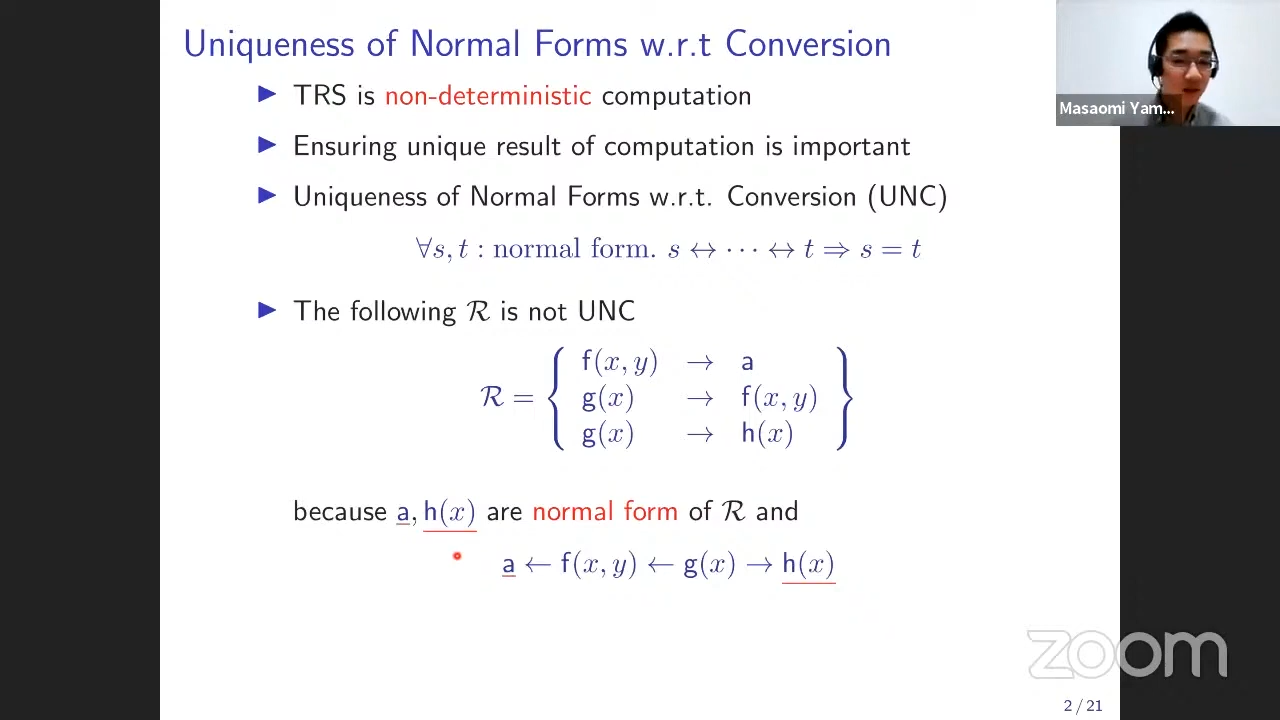 Uniqueness of Normal Forms w.r.t Conversion
▶ TRS is non-deterministic computation
▶ Ensuring unique result of computation is important
▶ Uniqueness of Normal Forms w.r.t. Conversion (UNC)
∀s, t : normal form. s ↔ ⋯ ↔ t ⇒ s = t
▶ The following R is not UNC
R = { f(x, y) → a
g(x) → f(x, y)
g(x) → h(x) }
because a, h(x) are normal form of R and
a ← f(x, y) ← g(x) → h(x)
2 / 21
Masaomi Yam...
zoom